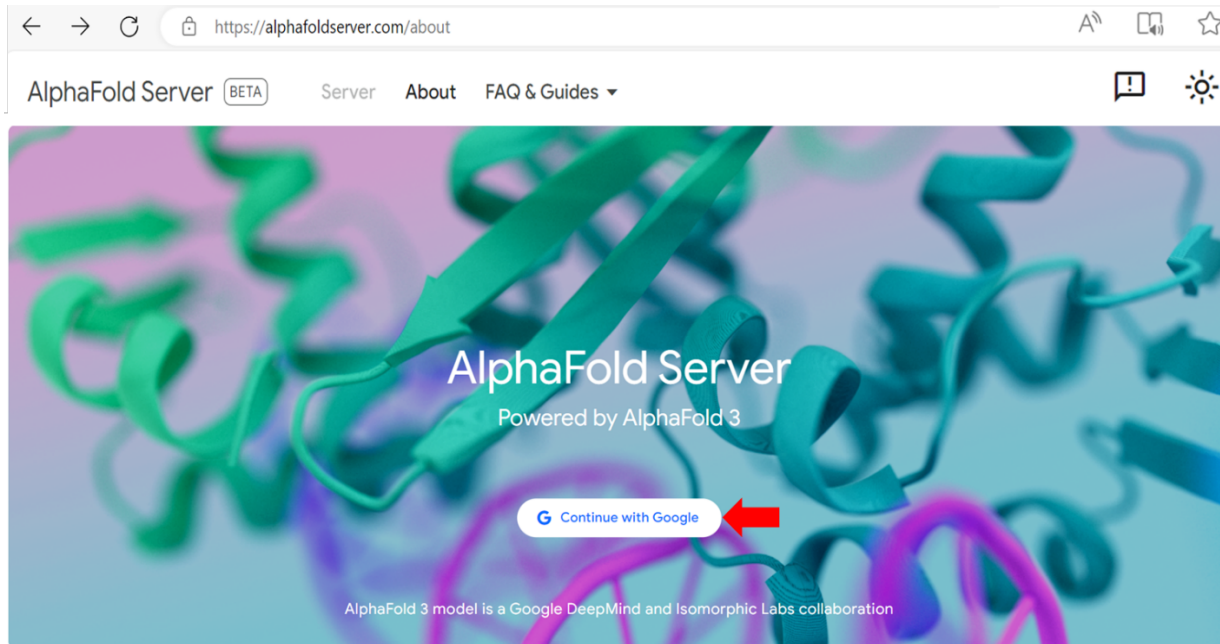 https://alphafoldserver.com/about
AlphaFold Server BETA Server About FAQ & Guides
AlphaFold Server
Powered by AlphaFold 3
G Continue with Google
AlphaFold 3 model is a Google DeepMind and Isomorphic Labs collaboration